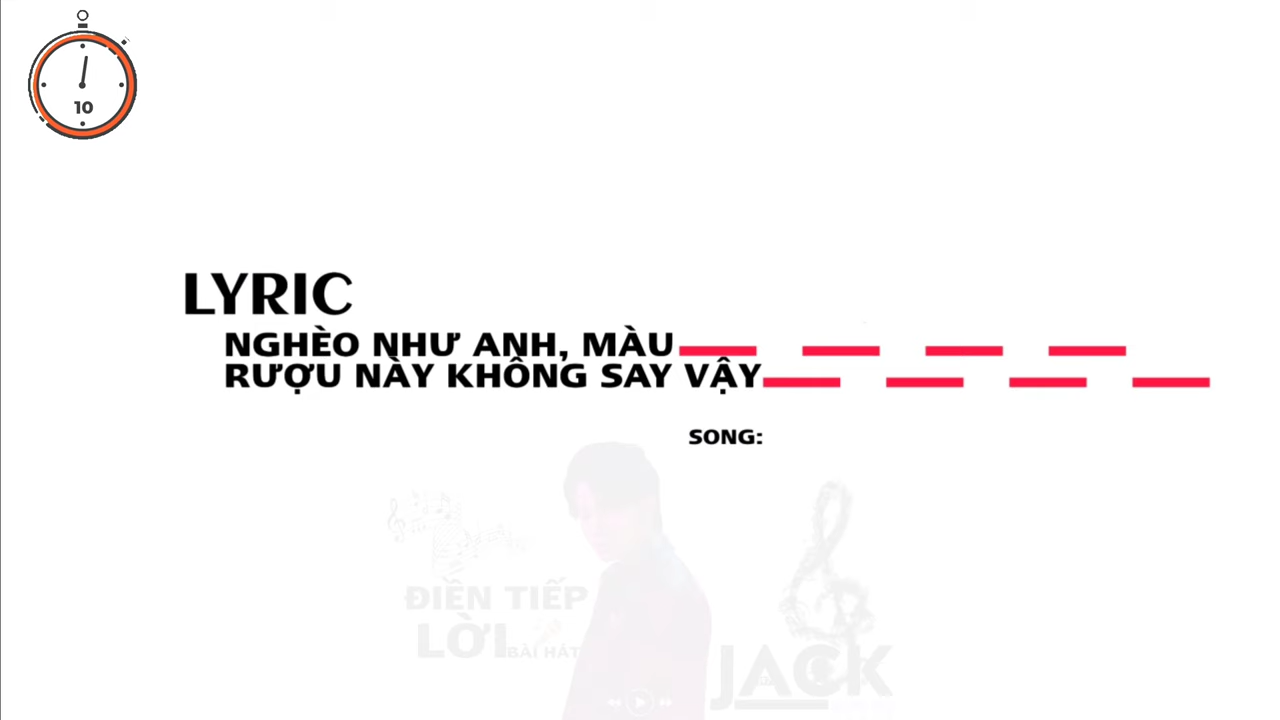 10
LYRIC
NGHÈO NHƯ ANH, MÀU
RƯỢU NÀY KHÔNG SAY VẬY
SONG:
ĐIỀN TIẾP
LỜI BÀI HÁT
JACK